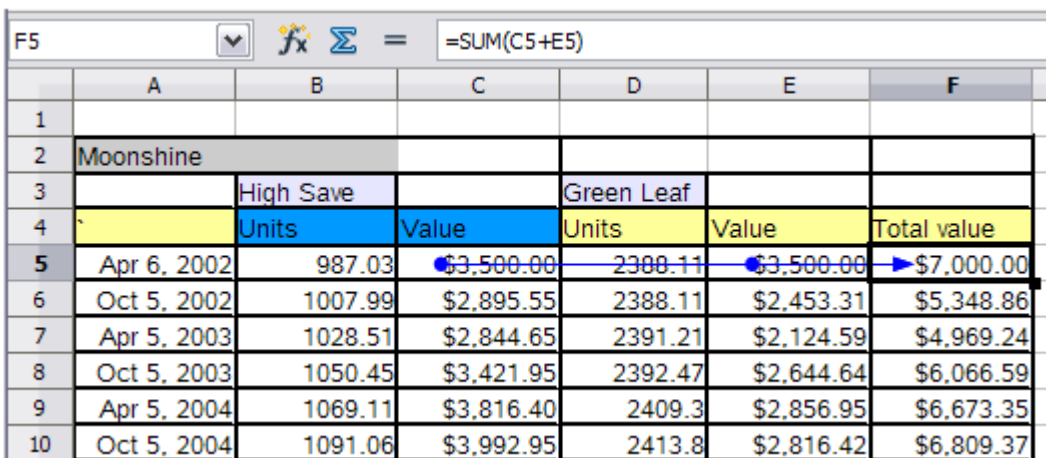 F5 fx Σ = =SUM(C5+E5)
A B C D E F
1
2 Moonshine
3 High Save Green Leaf
4 ` Units Value Units Value Total value
5 Apr 6, 2002 987.03 $3,500.00 2388.11 $3,500.00 $7,000.00
6 Oct 5, 2002 1007.99 $2,895.55 2388.11 $2,453.31 $5,348.86
7 Apr 5, 2003 1028.51 $2,844.65 2391.21 $2,124.59 $4,969.24
8 Oct 5, 2003 1050.45 $3,421.95 2392.47 $2,644.64 $6,066.59
9 Apr 5, 2004 1069.11 $3,816.40 2409.3 $2,856.95 $6,673.35
10 Oct 5, 2004 1091.06 $3,992.95 2413.8 $2,816.42 $6,809.37